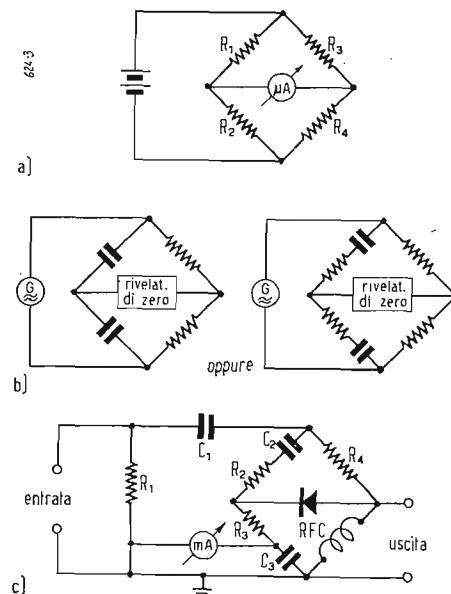 624-3
a)
R1
R3
µA
R2
R4
b)
G
rivelat.
di zero
oppure
G
rivelat.
di zero
c)
C1
C2
R2
R4
entrata
R1
R3
RFC
mA
C3
uscita